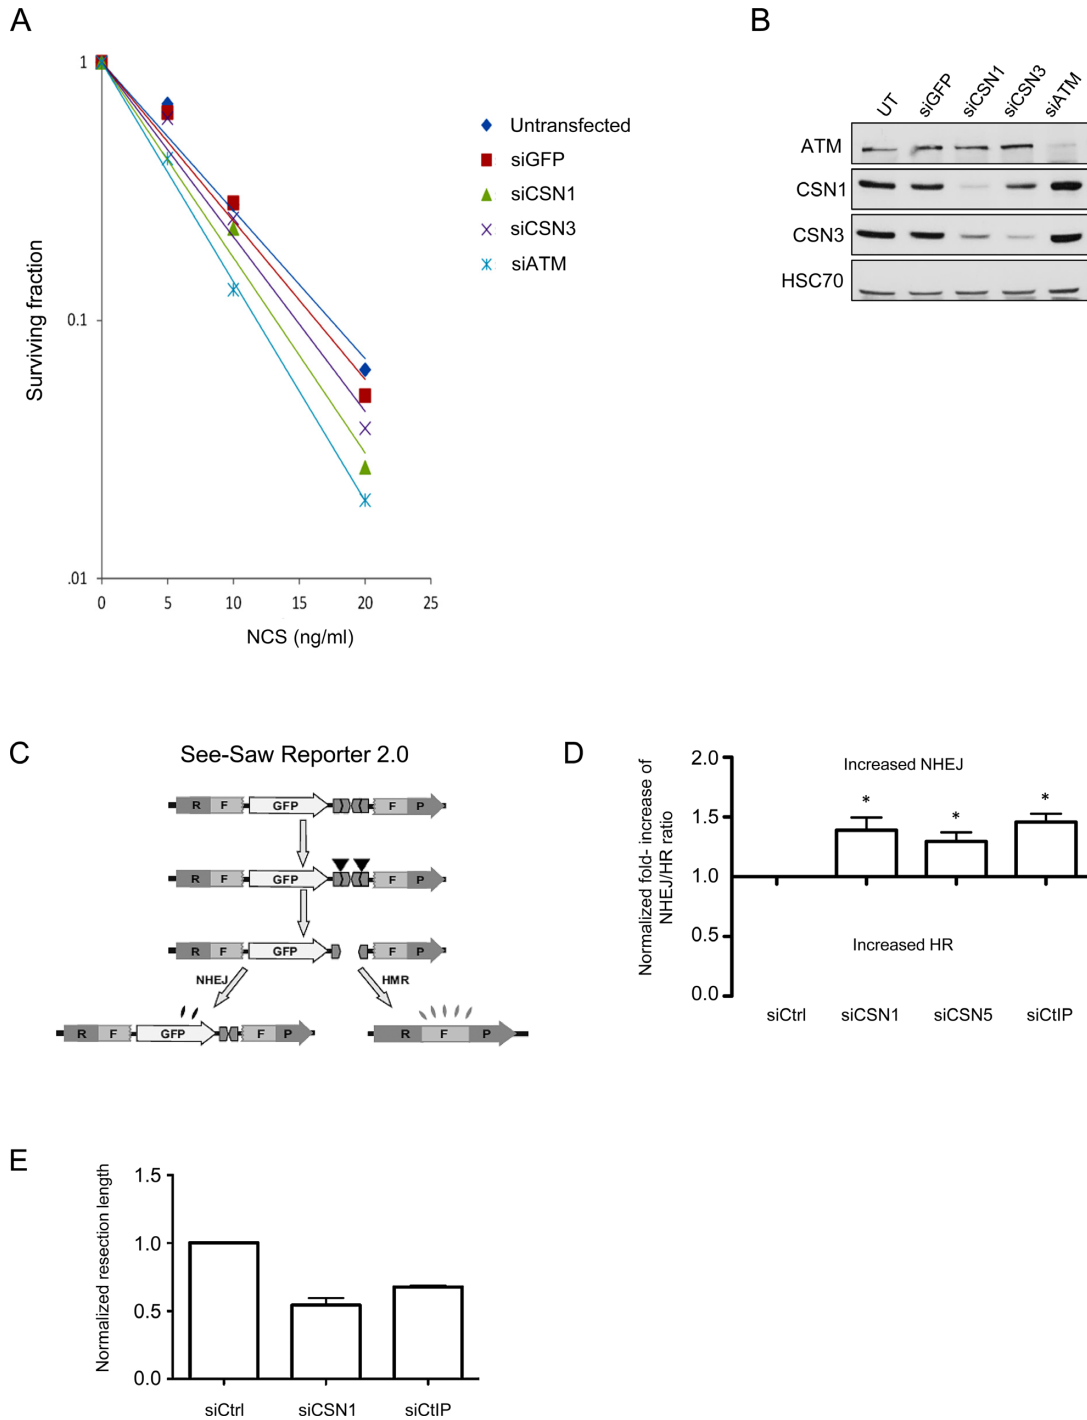 A
1
0.1
.01
0 5 10 15 20 25
Surviving fraction
NCS (ng/ml)
Untransfected
siGFP
siCSN1
siCSN3
siATM
B
UT siGFP siCSN1 siCSN3 siATM
ATM
CSN1
CSN3
HSC70
C
See-Saw Reporter 2.0
R F GFP F P
R F GFP F P
R F GFP F P
NHEJ HMR
R F GFP F P R F P
D
Normalized fold- increase of
NHEJ/HR ratio
2.0
1.5
1.0
0.5
0.0
Increased NHEJ
* * *
Increased HR
siCtrl siCSN1 siCSN5 siCtIP
E
Normalized resection length
1.5
1.0
0.5
0.0
siCtrl siCSN1 siCtIP